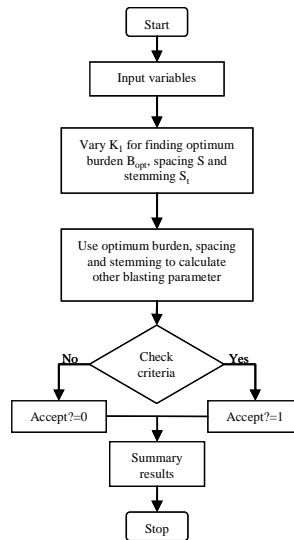 Start
Input variables
Vary K₁ for finding optimum
burden Bₒₚₜ, spacing S and
stemming Sₜ
Use optimum burden, spacing
and stemming to calculate
other blasting parameter
No
Check
Yes
criteria
Accept?=0
Accept?=1
Summary
results
Stop